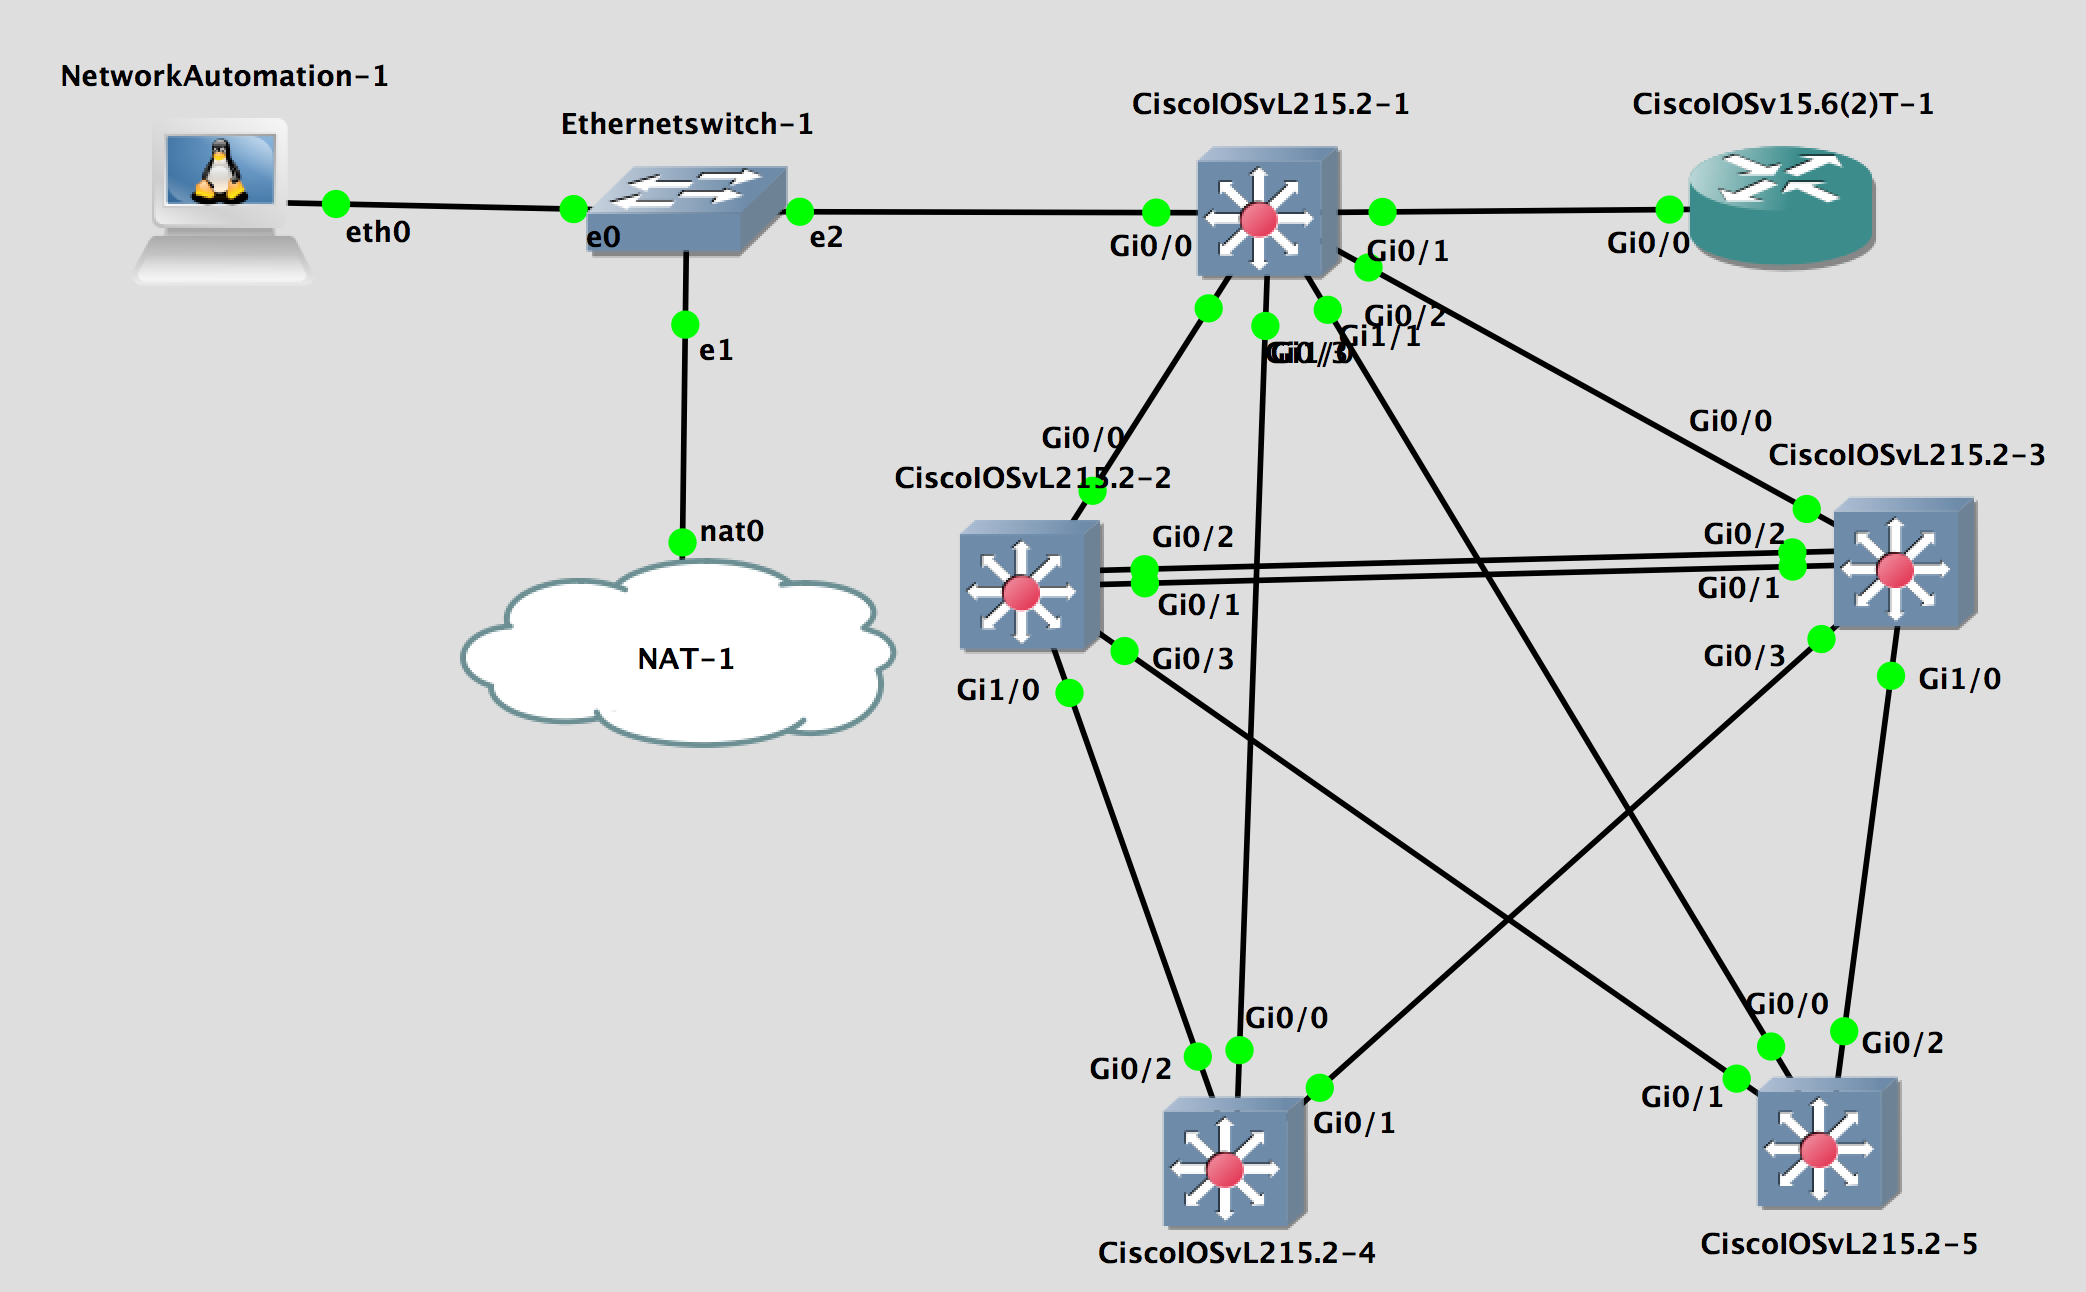 NetworkAutomation-1
Ethernetswitch-1
CiscoIOSvL215.2-1
CiscoIOSv15.6(2)T-1
eth0
e0
e2
Gi0/0
Gi0/1
Gi0/0
e1
Gi0/2
Gi1/1
Gi0/0
Gi0/0
CiscoIOSvL215.2-2
CiscoIOSvL215.2-3
nat0
Gi0/2
Gi0/2
Gi0/1
Gi0/1
NAT-1
Gi0/3
Gi0/3
Gi1/0
Gi1/0
Gi0/0
Gi0/0
Gi0/2
Gi0/2
Gi0/1
Gi0/1
CiscoIOSvL215.2-4
CiscoIOSvL215.2-5